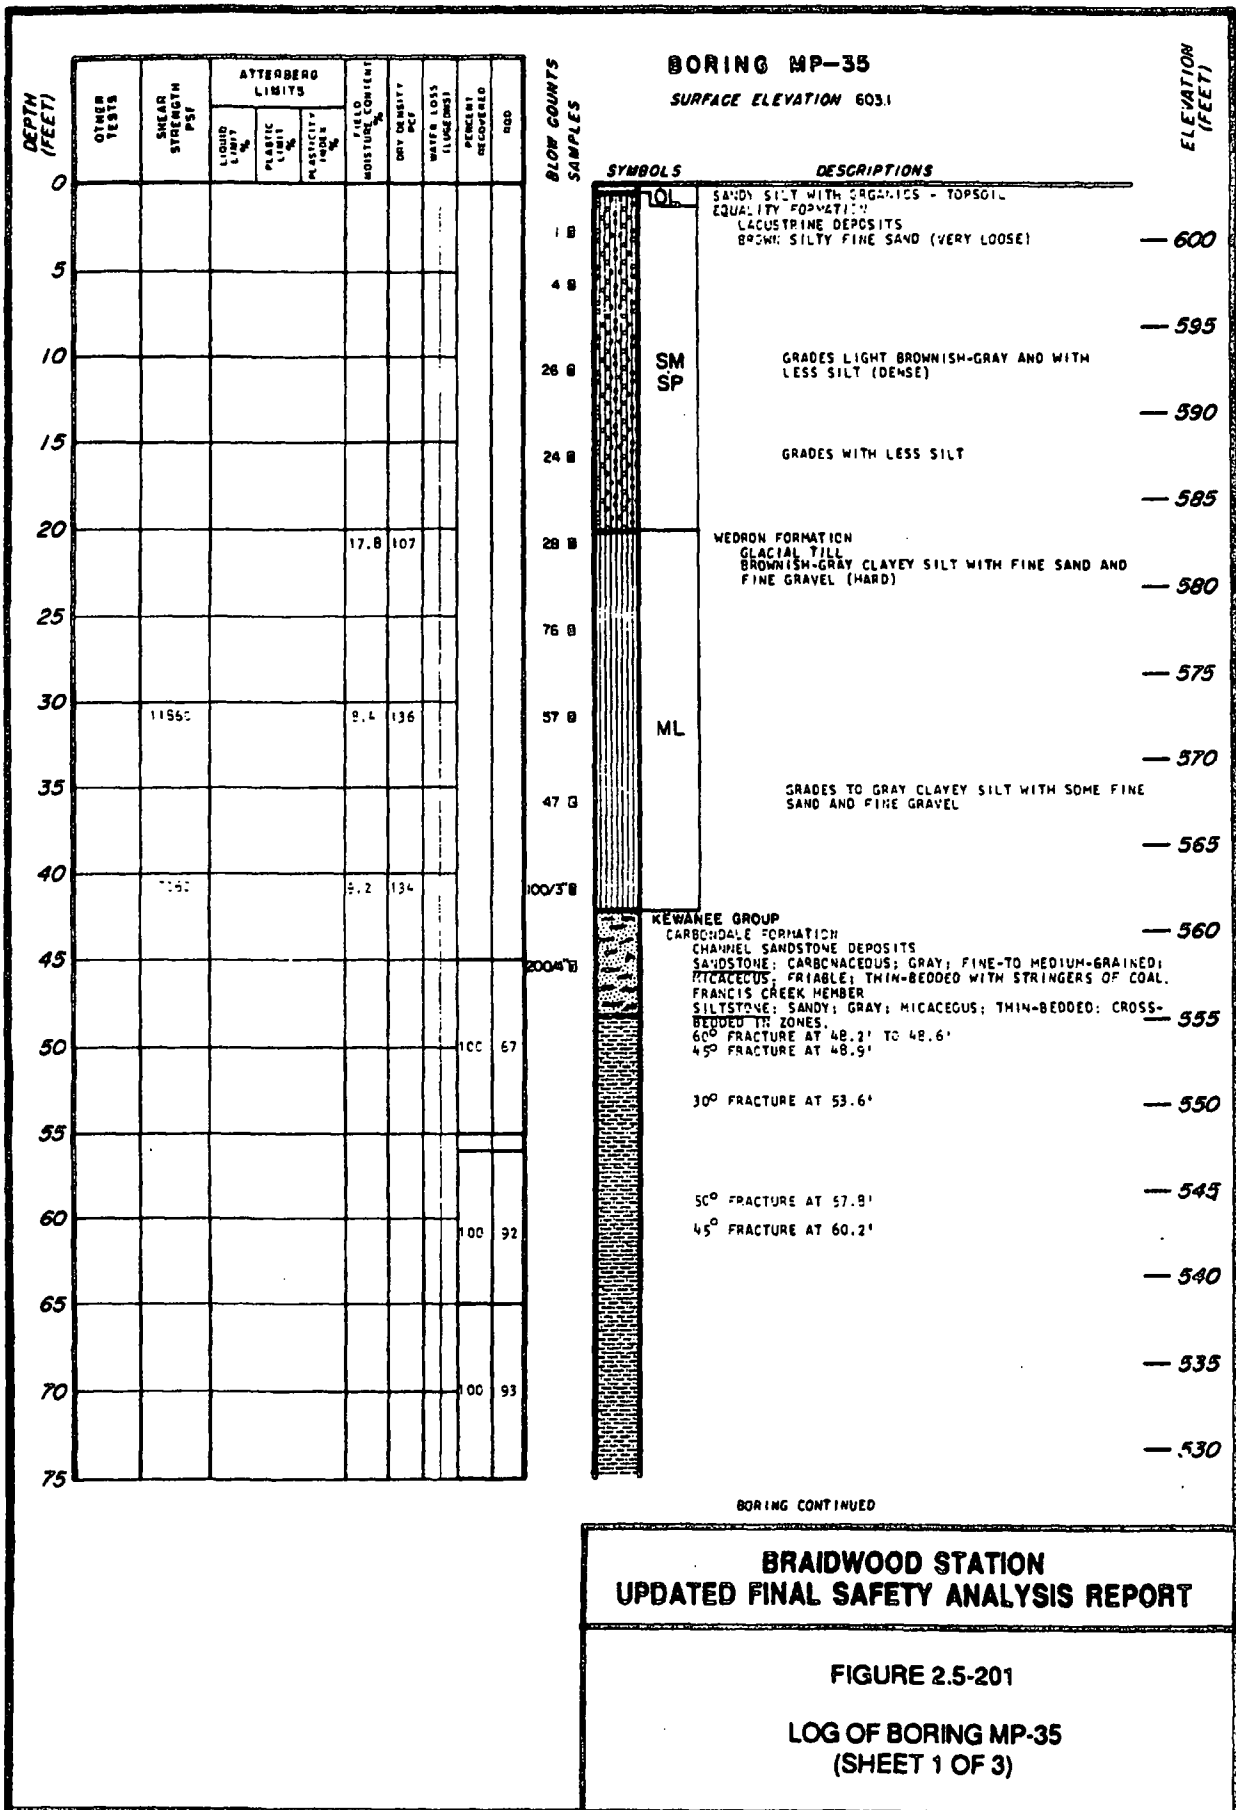 BORING MP-35
SURFACE ELEVATION 603.1
DEPTH (FEET)
OTHER TESTS
SHEAR STRENGTH PSF
ATTERBERG LIMITS
LIQUID LIMIT %
PLASTIC LIMIT %
PLASTICITY INDEX %
FIELD MOISTURE CONTENT %
DRY DENSITY PCF
WATER LOSS (LUGEONS)
PERCENT RECOVERED
RQD
BLOW COUNTS
SAMPLES
SYMBOLS
DESCRIPTIONS
ELEVATION (FEET)
0
OL
SANDY SILT WITH ORGANICS - TOPSOIL
EQUALITY FORMATION
LACUSTRINE DEPOSITS
1
BROWN SILTY FINE SAND (VERY LOOSE)
600
5
4
595
10
26
SM
SP
GRADES LIGHT BROWNISH-GRAY AND WITH
LESS SILT (DENSE)
590
15
24
GRADES WITH LESS SILT
585
20
17.8 107
28
WEDRON FORMATION
GLACIAL TILL
BROWNISH-GRAY CLAYEY SILT WITH FINE SAND AND
FINE GRAVEL (HARD)
580
25
76
575
30
136
57
ML
570
35
47
GRADES TO GRAY CLAYEY SILT WITH SOME FINE
SAND AND FINE GRAVEL
565
40
134
100/3"
KEWANEE GROUP
CARBONDALE FORMATION
560
CHANNEL SANDSTONE DEPOSITS
45
200/4"
SANDSTONE; CARBONACEOUS; GRAY; FINE-TO MEDIUM-GRAINED;
MICACEOUS; FRIABLE; THIN-BEDDED WITH STRINGERS OF COAL.
FRANCIS CREEK MEMBER
SILTSTONE; SANDY; GRAY; MICACEOUS; THIN-BEDDED; CROSS-
BEDDED IN ZONES.
555
60° FRACTURE AT 48.2' TO 48.6'
45° FRACTURE AT 48.9'
50
100 67
30° FRACTURE AT 53.6'
550
55
50° FRACTURE AT 57.8'
545
60
100 92
45° FRACTURE AT 60.2'
540
65
535
70
100 93
530
75
BORING CONTINUED
BRAIDWOOD STATION
UPDATED FINAL SAFETY ANALYSIS REPORT
FIGURE 2.5-201
LOG OF BORING MP-35
(SHEET 1 OF 3)